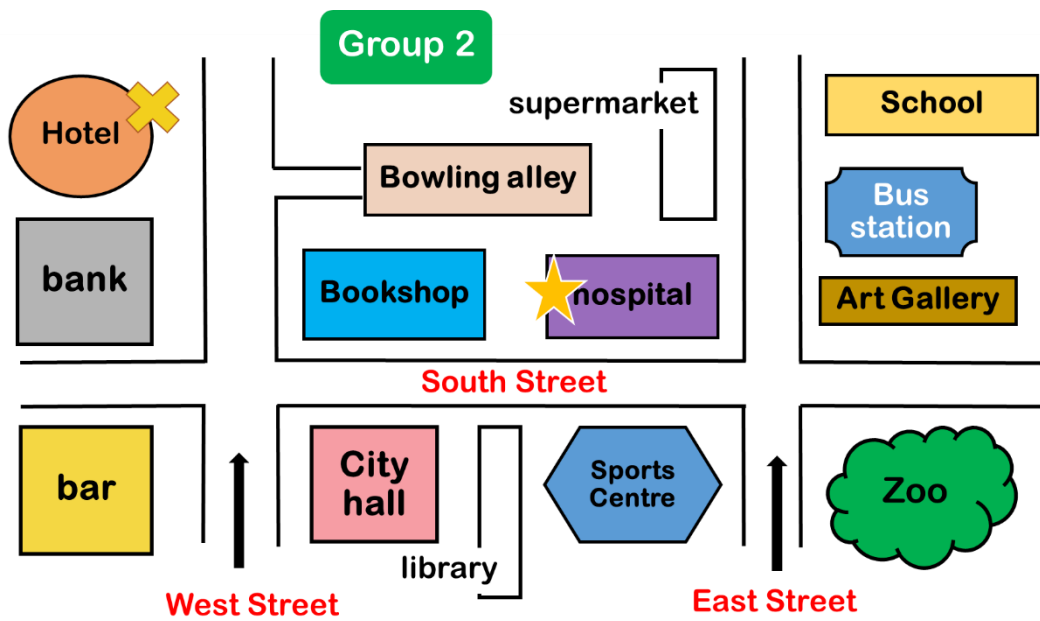 Group 2
Hotel
supermarket
School
Bowling alley
Bus
station
bank
Bookshop
hospital
Art Gallery
South Street
bar
City
hall
Sports
Centre
Zoo
library
West Street
East Street